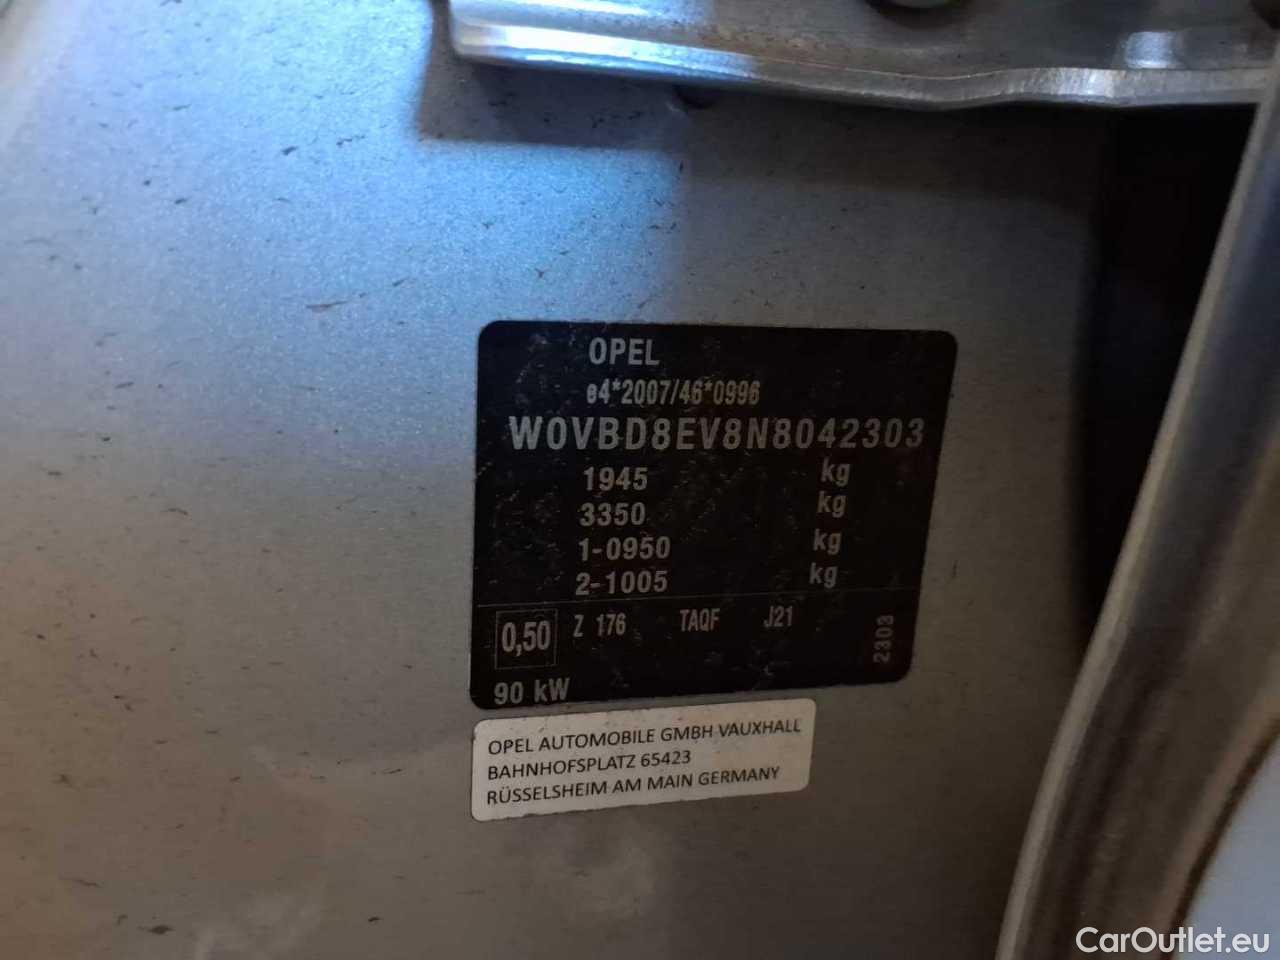 OPEL
e4*2007/46*0996
W0VBD8EV8N8042303
1945 kg
3350 kg
1-0950 kg
2-1005 kg
0,50 Z 176 TAQF J21
2303
90 kW
OPEL AUTOMOBILE GMBH VAUXHALL
BAHNHOFSPLATZ 65423
RÜSSELSHEIM AM MAIN GERMANY
CarOutlet.eu